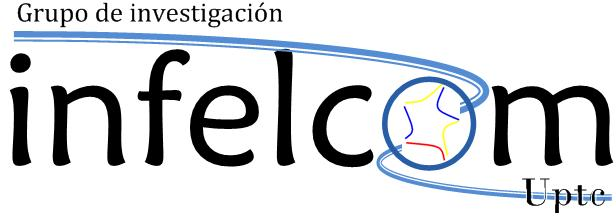 Grupo de investigación
infelcom
Uptc